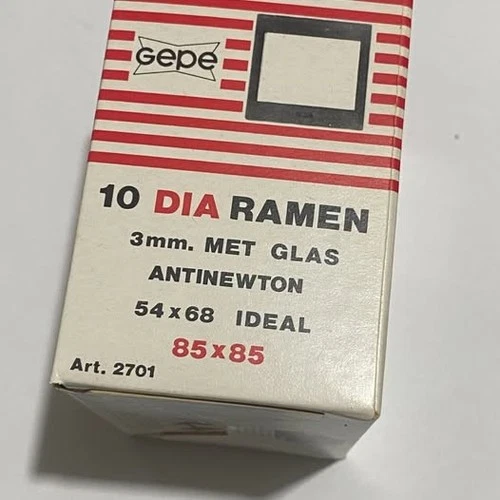 Gepe
10 DIA RAMEN
3mm. MET GLAS
ANTINEWTON
54x68 IDEAL
85x85
Art. 2701